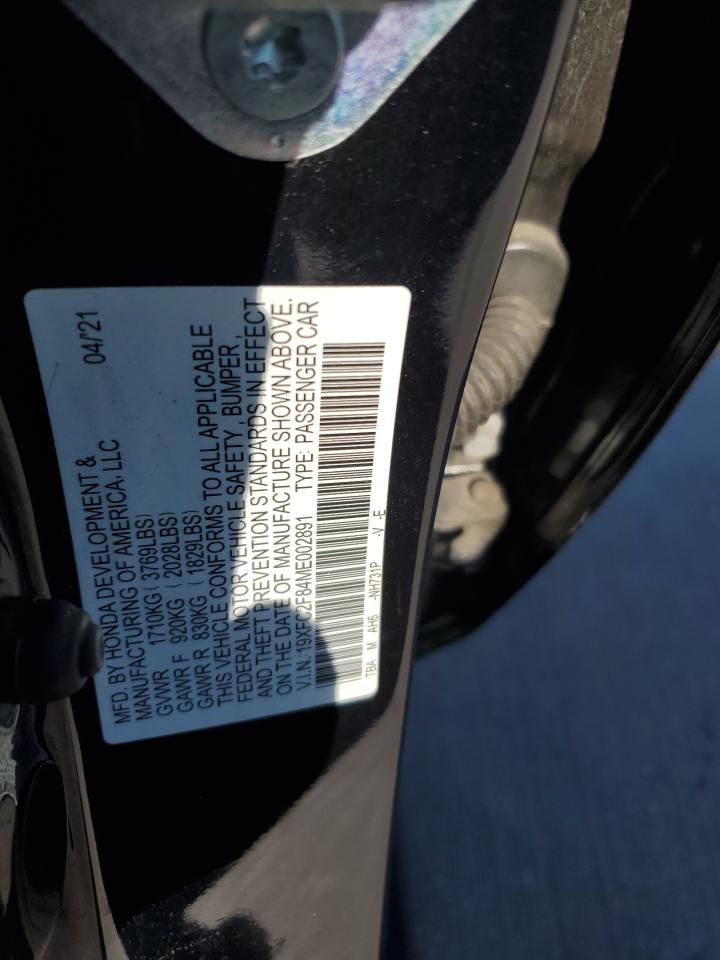 MFD. BY HONDA DEVELOPMENT & 04/'21
MANUFACTURING OF AMERICA, LLC
GVWR 1710KG(3769LBS)
GAWR F 920KG (2028LBS)
GAWR R 830KG (1829LBS)
THIS VEHICLE CONFORMS TO ALL APPLICABLE
FEDERAL MOTOR VEHICLE SAFETY, BUMPER,
AND THEFT PREVENTION STANDARDS IN EFFECT
ON THE DATE OF MANUFACTURE SHOWN ABOVE.
V.I.N.:19XFC2F84ME002891 TYPE: PASSENGER CAR
TBA M AH6 -NH731P -V -E